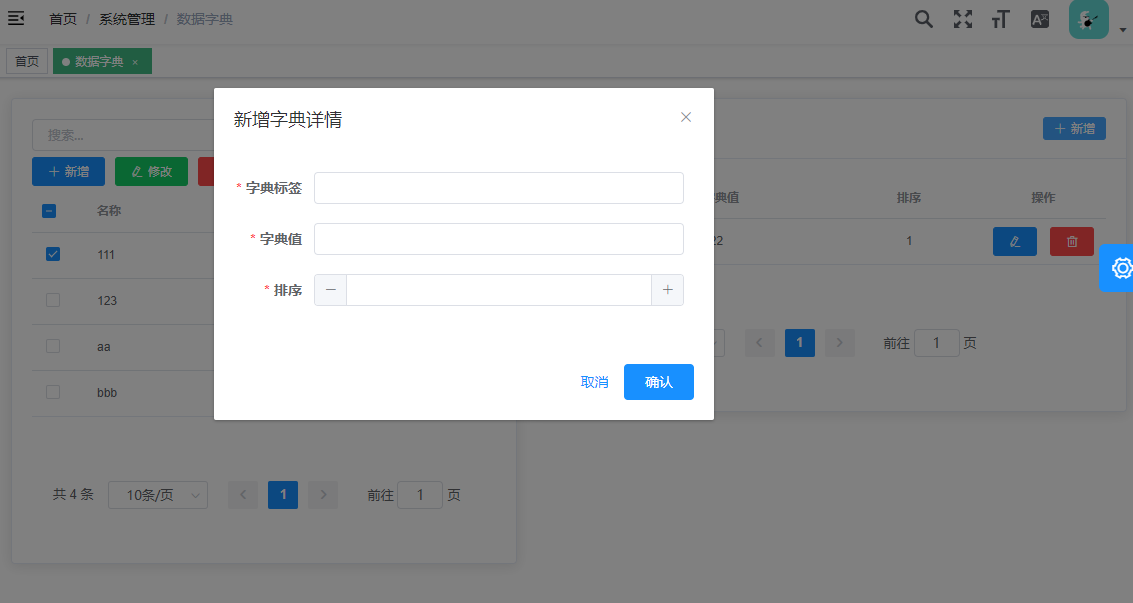 首页 / 系统管理 / 数据字典
首页
数据字典 ×
新增字典详情
搜索...
+ 新增
+ 新增
修改
* 字典标签
* 字典值
* 排序
名称
典值
排序
操作
111
22
1
123
aa
bbb
1
前往 1 页
取消
确认
共 4 条
10条/页
1
前往 1 页